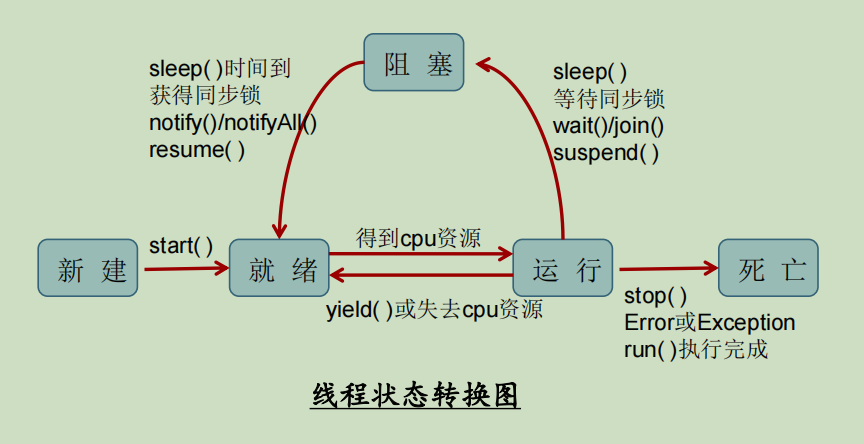 阻 塞
sleep( )时间到
获得同步锁
notify()/notifyAll()
resume( )
sleep( )
等待同步锁
wait()/join()
suspend( )
新 建
start( )
就 绪
得到cpu资源
yield( )或失去cpu资源
运 行
死 亡
stop( )
Error或Exception
run( )执行完成
线程状态转换图